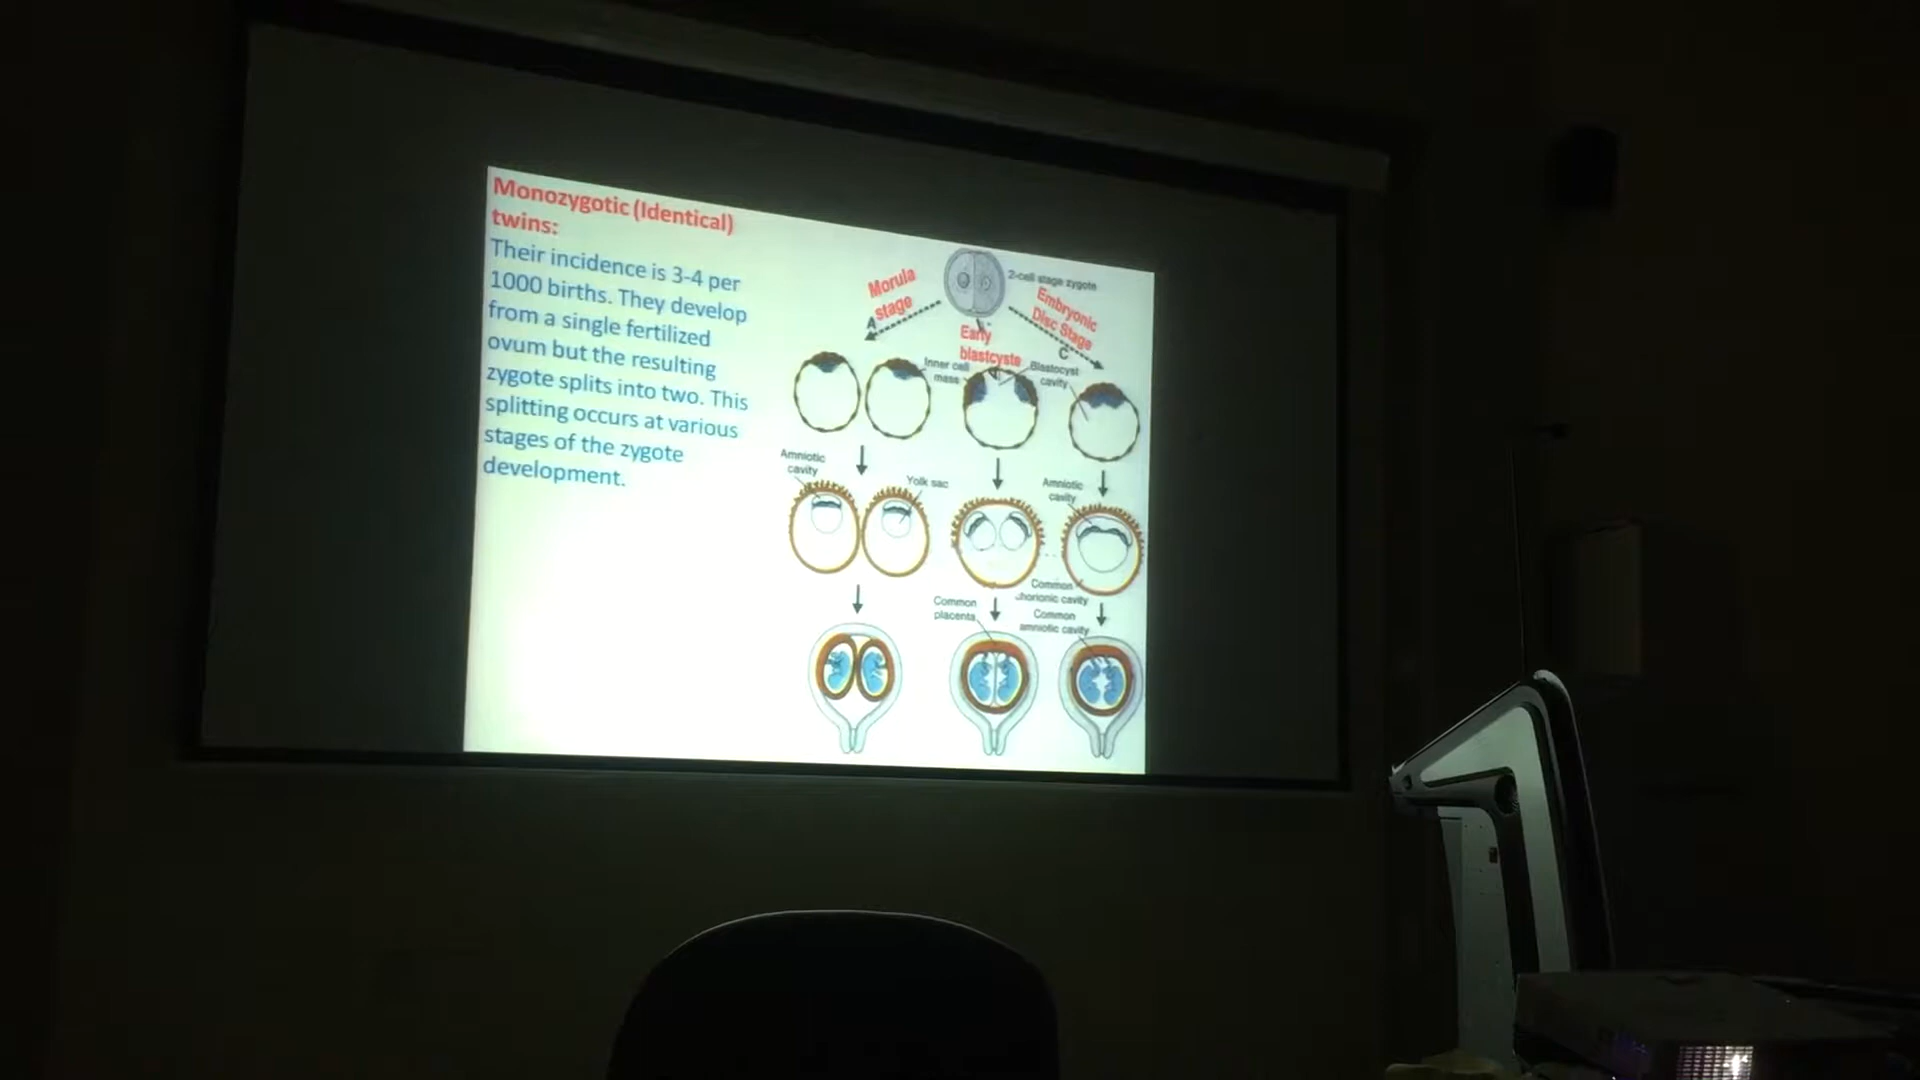 Monozygotic (Identical)
twins:
Their incidence is 3-4 per
1000 births. They develop
from a single fertilized
ovum but the resulting
zygote splits into two. This
splitting occurs at various
stages of the zygote
development.
2-cell stage zygote
Morula
stage
A
Embryonic
Disc Stage
C
Early
blastcyste
Inner cell
mass
Blastocyst
cavity
Amniotic
cavity
Yolk sac
Amniotic
cavity
Common
placenta
Common
horionic cavity
Common
amniotic cavity